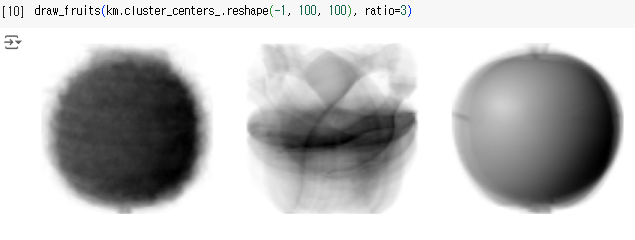 [10] draw_fruits(km.cluster_centers_.reshape(-1, 100, 100), ratio=3)